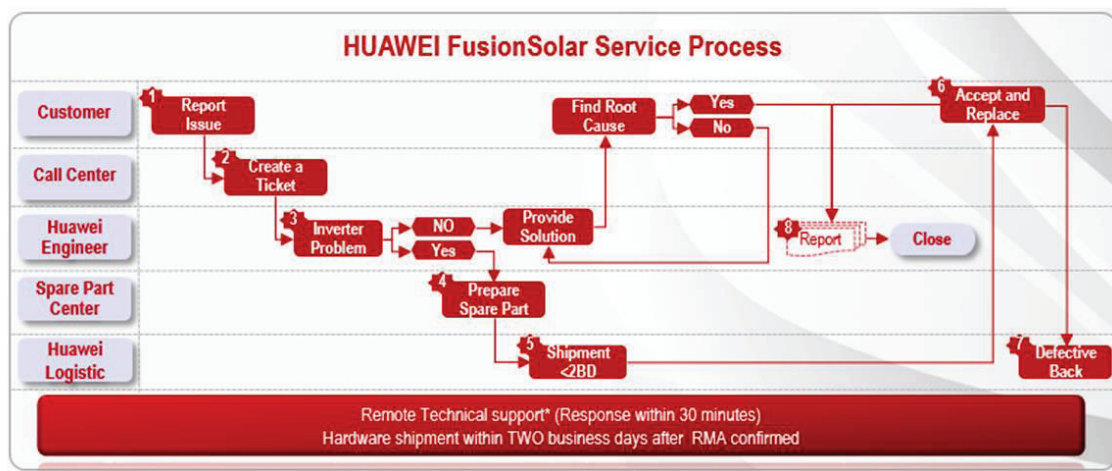 HUAWEI FusionSolar Service Process
Customer
1
Report
Issue
Find Root
Cause
Yes
No
6
Accept and
Replace
Call Center
2
Create a
Ticket
Huawei
Engineer
3
Inverter
Problem
NO
Yes
Provide
Solution
8
Report
Close
Spare Part
Center
4
Prepare
Spare Part
Huawei
Logistic
5
Shipment
<2BD
7
Defective
Back
Remote Technical support* (Response within 30 minutes)
Hardware shipment within TWO business days after RMA confirmed